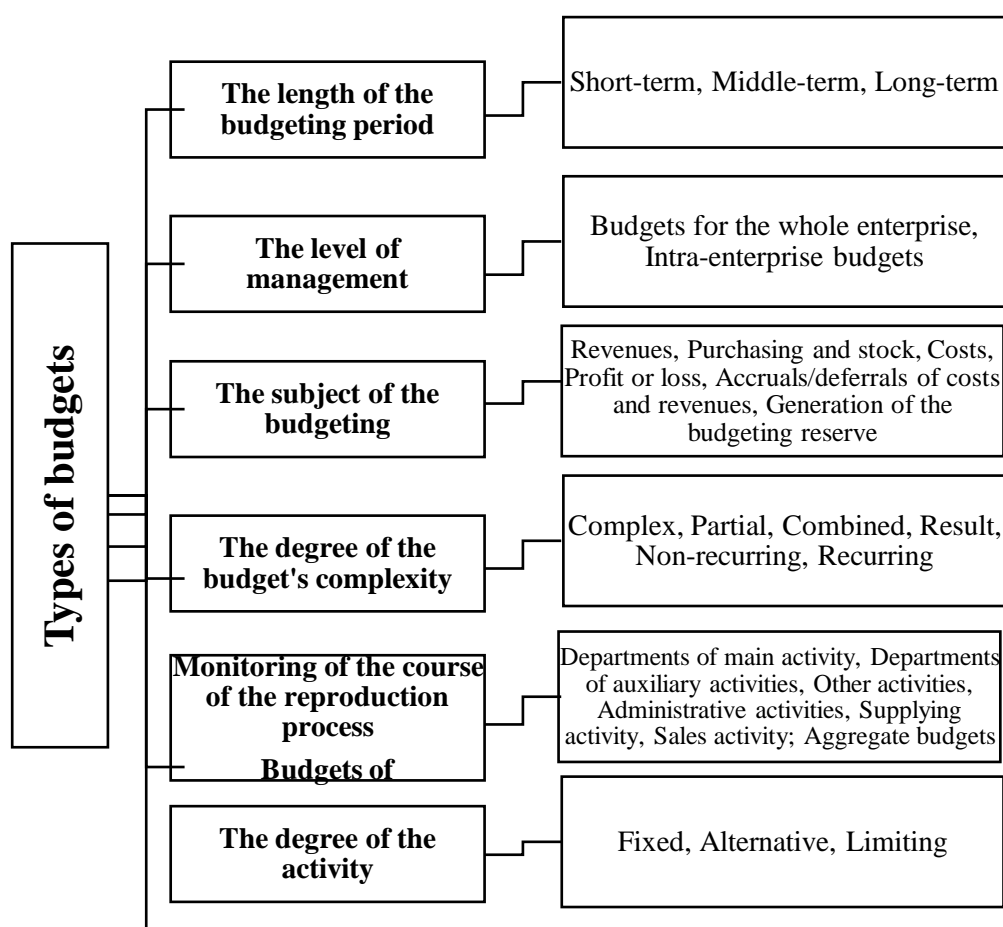 Types of budgets
The length of the
budgeting period
Short-term, Middle-term, Long-term
The level of
management
Budgets for the whole enterprise,
Intra-enterprise budgets
The subject of the
budgeting
Revenues, Purchasing and stock, Costs,
Profit or loss, Accruals/deferrals of costs
and revenues, Generation of the
budgeting reserve
The degree of the
budget's complexity
Complex, Partial, Combined, Result,
Non-recurring, Recurring
Monitoring of the course
of the reproduction
process
Budgets of
Departments of main activity, Departments
of auxiliary activities, Other activities,
Administrative activities, Supplying
activity, Sales activity; Aggregate budgets
The degree of the
activity
Fixed, Alternative, Limiting